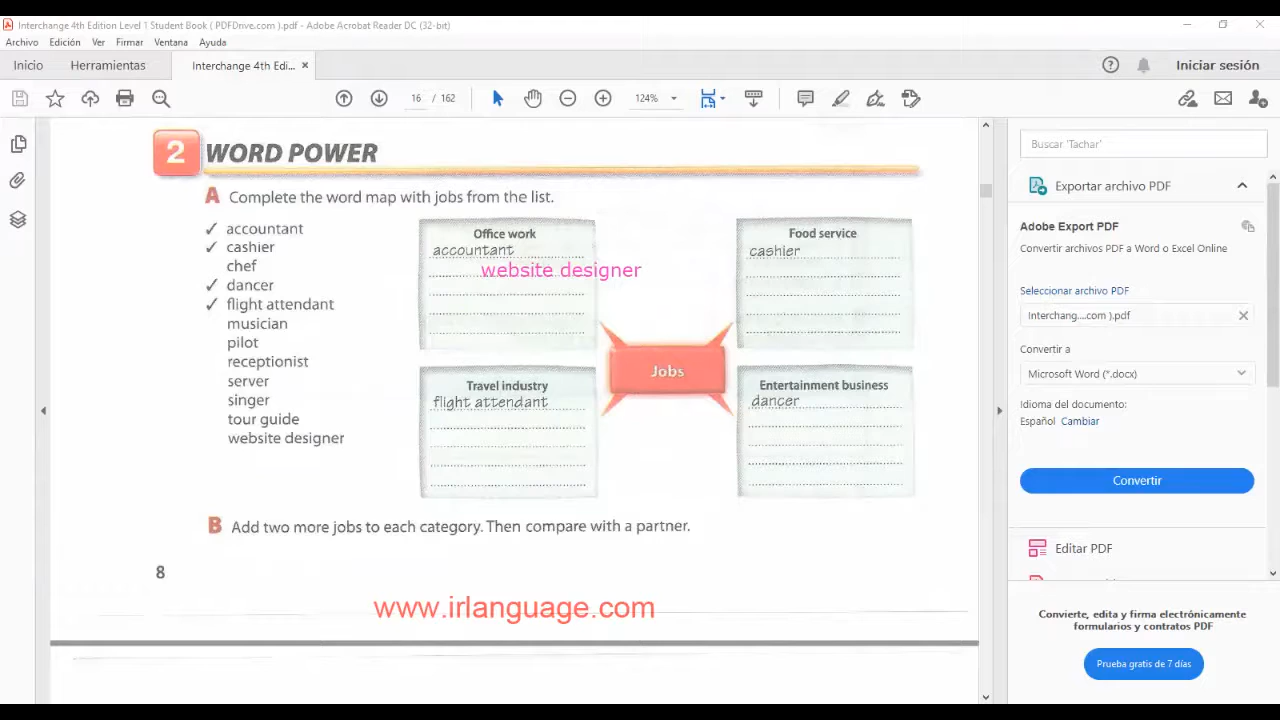 Interchange 4th Edition Level 1 Student Book ( PDFDrive.com ).pdf - Adobe Acrobat Reader DC (32-bit)
Archivo Edición Ver Firmar Ventana Ayuda
Inicio Herramientas Interchange 4th Edi... × Iniciar sesión
16 / 162 124%
2 WORD POWER
A Complete the word map with jobs from the list.
✓ accountant
✓ cashier
chef
✓ dancer
✓ flight attendant
musician
pilot
receptionist
server
singer
tour guide
website designer
Office work
accountant
website designer
Food service
cashier
Jobs
Travel industry
flight attendant
Entertainment business
dancer
B Add two more jobs to each category. Then compare with a partner.
8
www.irlanguage.com
Buscar 'Tachar'
Exportar archivo PDF
Adobe Export PDF
Convertir archivos PDF a Word o Excel Online
Seleccionar archivo PDF
Interchang....com ).pdf
Convertir a
Microsoft Word (*.docx)
Idioma del documento:
Español Cambiar
Convertir
Editar PDF
Convierte, edita y firma electrónicamente
formularios y contratos PDF
Prueba gratis de 7 días